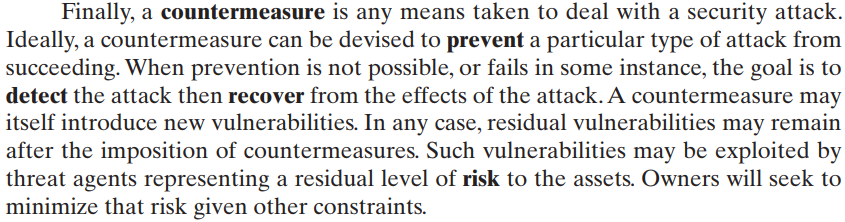 Finally, a countermeasure is any means taken to deal with a security attack.
Ideally, a countermeasure can be devised to prevent a particular type of attack from
succeeding. When prevention is not possible, or fails in some instance, the goal is to
detect the attack then recover from the effects of the attack. A countermeasure may
itself introduce new vulnerabilities. In any case, residual vulnerabilities may remain
after the imposition of countermeasures. Such vulnerabilities may be exploited by
threat agents representing a residual level of risk to the assets. Owners will seek to
minimize that risk given other constraints.